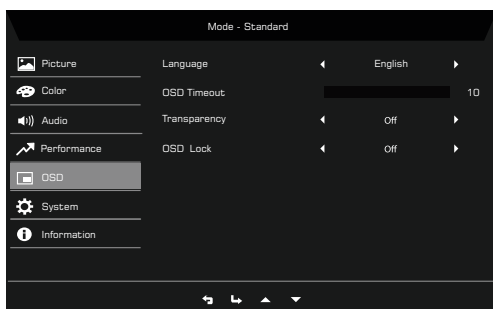 Mode - Standard
Picture
Language English
Color
OSD Timeout 10
Audio
Transparency Off
Performance
OSD Lock Off
OSD
System
Information